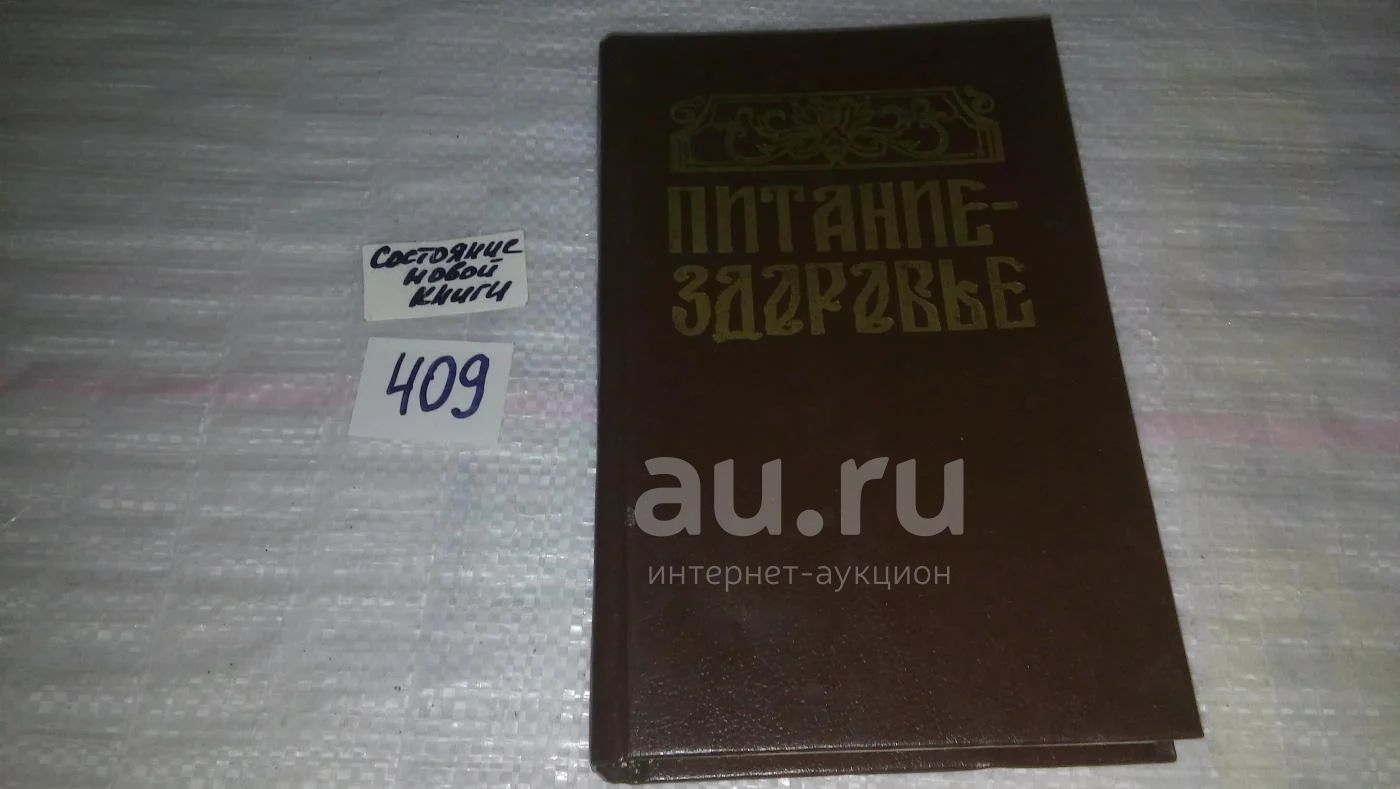 ПИТАНИЕ-
ЗДОРОВЬЕ
Состояние
новой
книги
409
au.ru
интернет-аукцион